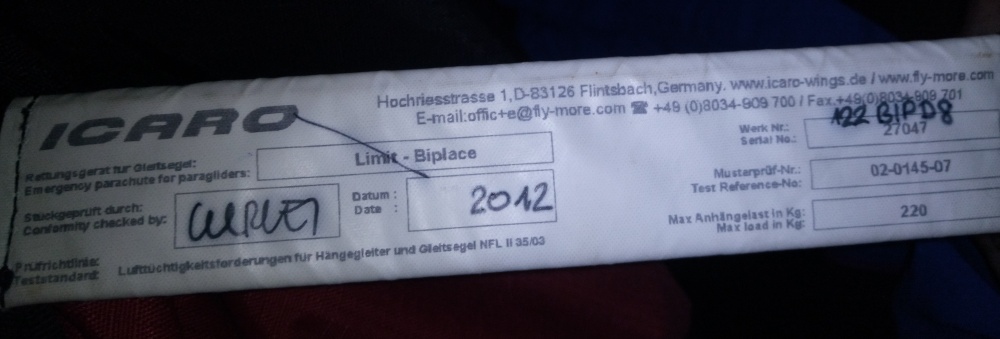 ICARO
Hochriesstrasse 1, D-83126 Flintsbach, Germany. www.icaro-wings.de / www.fly-more.com
E-mail:offic+e@fly-more.com ☎ +49 (0)8034-909 700 / Fax.+49(0)8034-909 701
Rettungsgerät für Gleitsegel:
Emergency parachute for paragliders:
Limit - Biplace
Stückgeprüft durch:
Conformity checked by:
Datum :
Date :
2012
Prüfrichtlinie:
Teststandard:
Lufttüchtigkeitsforderungen für Hängegleiter und Gleitsegel NFL II 35/03
Werk Nr.:
Serial No.:
122 BIPD8
27047
Musterprüf-Nr.:
Test Reference-No:
02-0145-07
Max Anhängelast in Kg:
Max load in Kg:
220